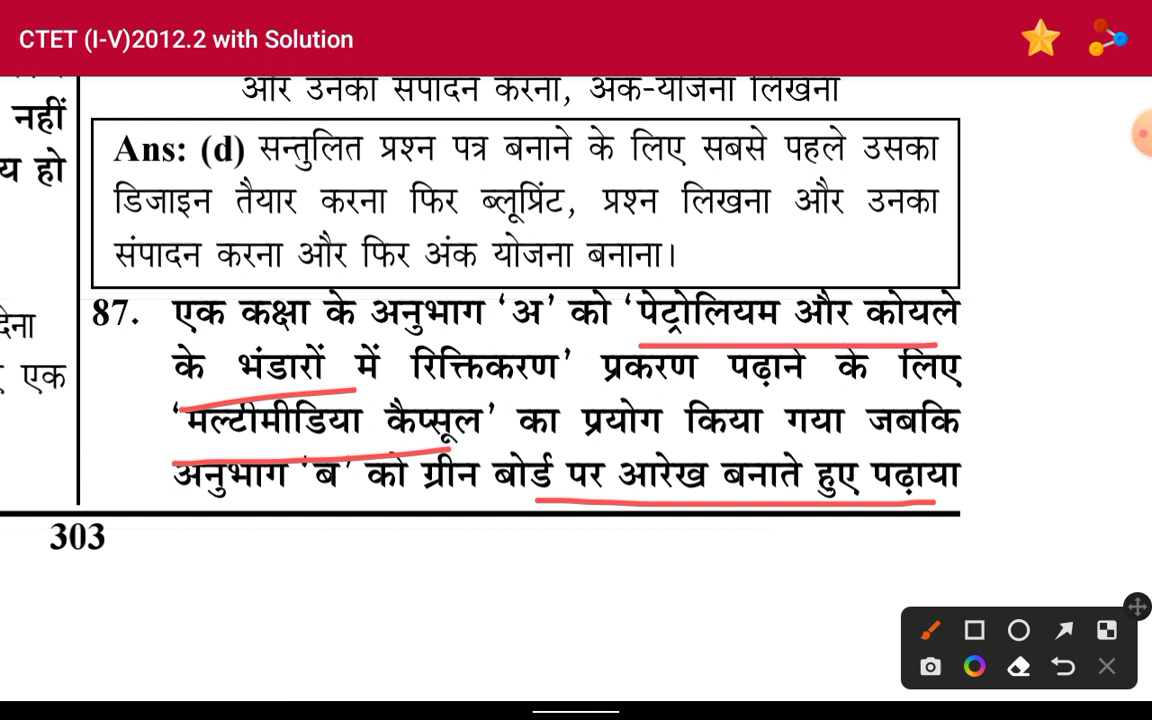 CTET (I-V)2012.2 with Solution
और उनका संपादन करना, अंक-योजना लिखना
नहीं
य हो
Ans: (d) सन्तुलित प्रश्न पत्र बनाने के लिए सबसे पहले उसका
डिजाइन तैयार करना फिर ब्लूप्रिंट, प्रश्न लिखना और उनका
संपादन करना और फिर अंक योजना बनाना।
देना
एक
87. एक कक्षा के अनुभाग ‘अ’ को ‘पेट्रोलियम और कोयले
के भंडारों में रिक्तिकरण’ प्रकरण पढ़ाने के लिए
‘मल्टीमीडिया कैप्सूल’ का प्रयोग किया गया जबकि
अनुभाग ‘ब’ को ग्रीन बोर्ड पर आरेख बनाते हुए पढ़ाया
303